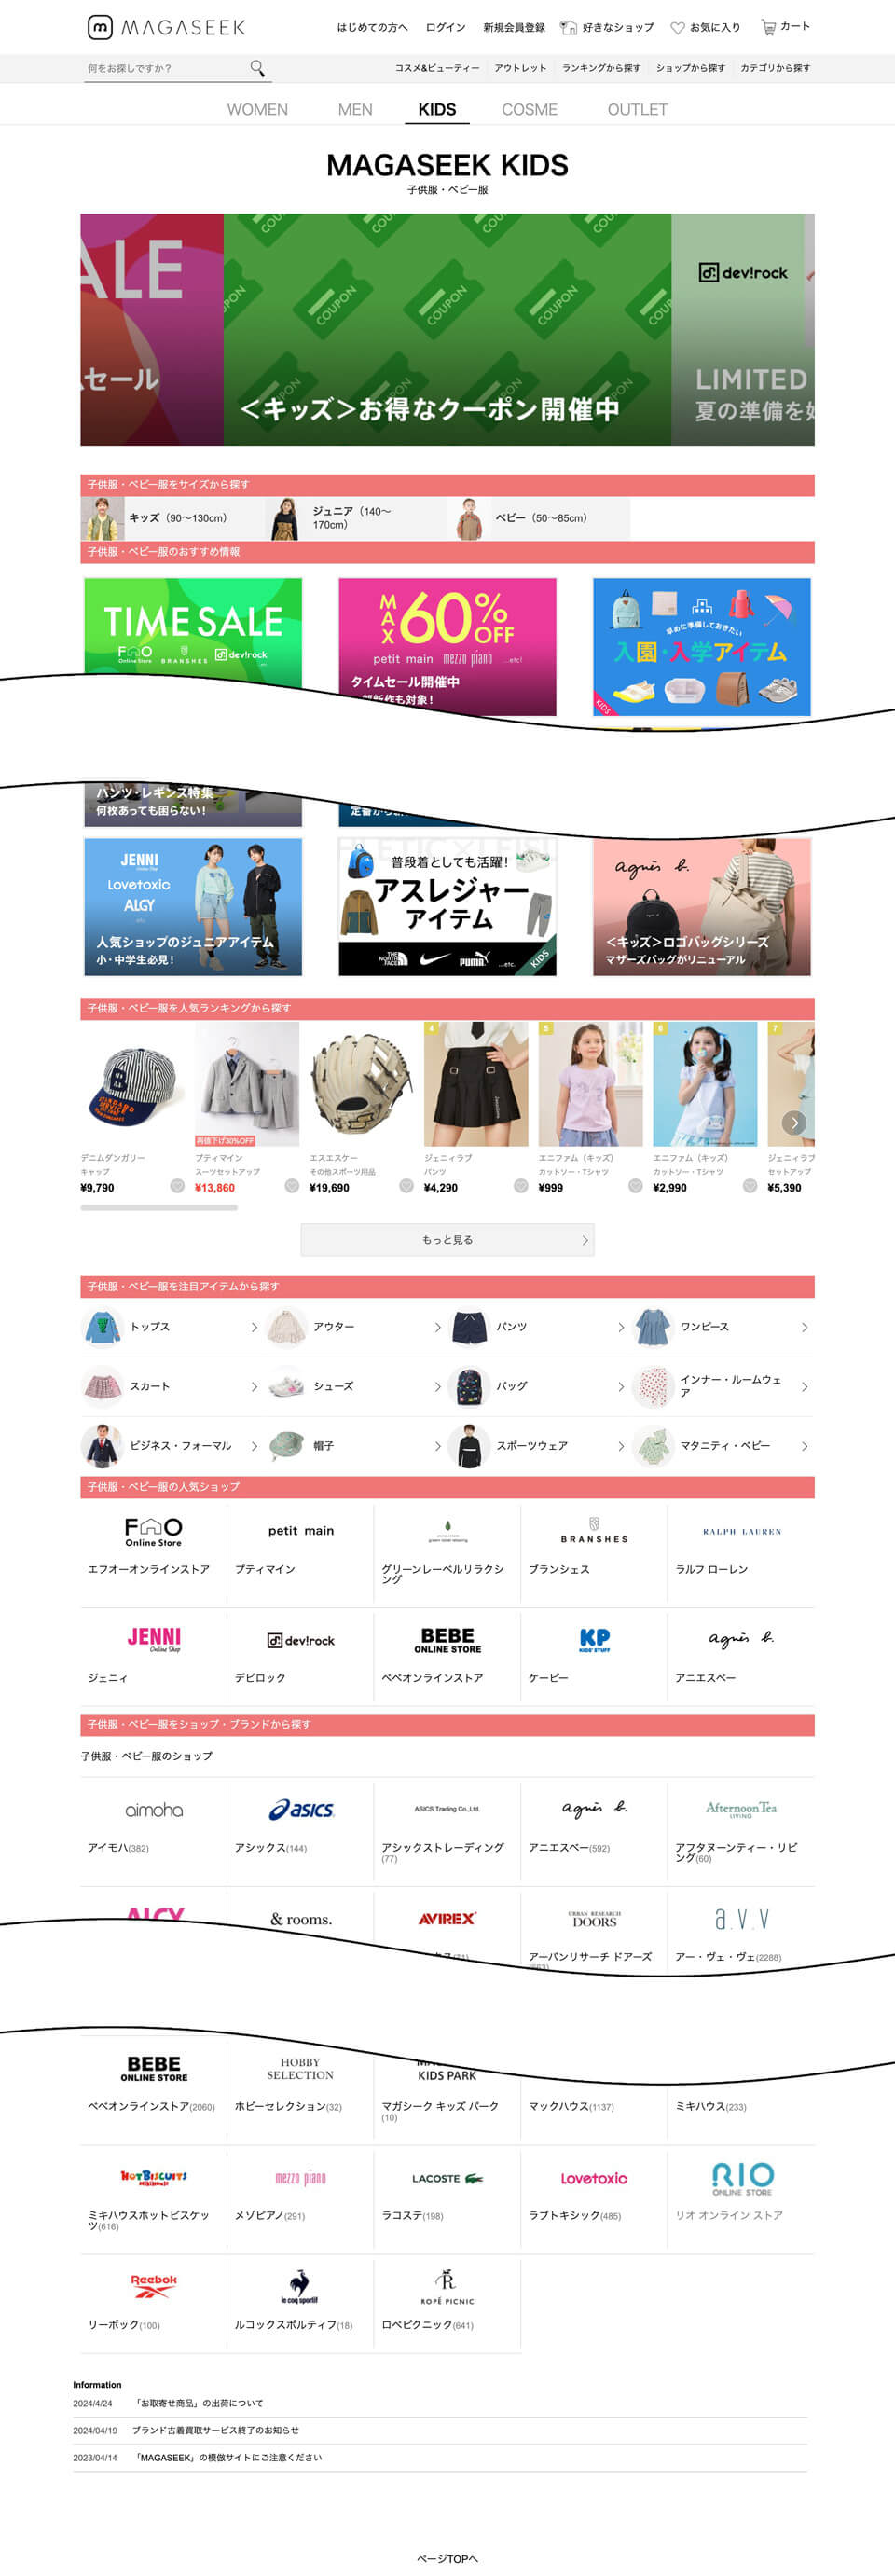 MAGASEEK
はじめての方へ
ログイン
新規会員登録
好きなショップ
お気に入り
カート
何をお探しですか？
コスメ&ビューティー
アウトレット
ランキングから探す
ショップから探す
カテゴリから探す
WOMEN
MEN
KIDS
COSME
OUTLET
MAGASEEK KIDS
子供服・ベビー服
ALE
セール
COUPON
COUPON
COUPON
COUPON
COUPON
COUPON
＜キッズ＞お得なクーポン開催中
dev!rock
LIMITED
夏の準備を
子供服・ベビー服をサイズから探す
キッズ（90〜130cm）
ジュニア（140〜
170cm）
ベビー（50〜85cm）
子供服・ベビー服のおすすめ情報
TIME SALE
Online Store
BRANSHES
dev!rock
MAX
60%
OFF
petit main
mezzo piano
...etc!
タイムセール開催中
新作も対象！
早めに準備しておきたい
入園・入学アイテム
KIDS
パンツ・レギンス特集
何枚あっても困らない！
JENNI
Online Shop
Lovetoxic
ALGY
人気ショップのジュニアアイテム
小・中学生必見！
普段着としても活躍！
アスレジャー
アイテム
THE NORTH FACE
PUMA
...etc.
KIDS
agnès b.
＜キッズ＞ロゴバッグシリーズ
マザーズバッグがリニューアル
子供服・ベビー服を人気ランキングから探す
4
5
6
7
再値下げ30%OFF
デニムダンガリー
キャップ
¥9,790
プティマイン
スーツセットアップ
¥13,860
エスエスケー
その他スポーツ用品
¥19,690
ジェニィラブ
パンツ
¥4,290
エニファム（キッズ）
カットソー・Tシャツ
¥999
エニファム（キッズ）
カットソー・Tシャツ
¥2,990
ジェニィラブ
セットアップ
¥5,390
もっと見る
子供服・ベビー服を注目アイテムから探す
トップス
アウター
パンツ
ワンピース
スカート
シューズ
バッグ
インナー・ルームウェ
ア
ビジネス・フォーマル
帽子
スポーツウェア
マタニティ・ベビー
子供服・ベビー服の人気ショップ
Online Store
エフオーオンラインストア
petit main
プティマイン
green label relaxing
グリーンレーベルリラクシ
ング
BRANSHES
ブランシェス
RALPH LAUREN
ラルフ ローレン
JENNI
Online Shop
ジェニィ
dev!rock
デビロック
BEBE
ONLINE STORE
べべオンラインストア
KP
KIDS' STUFF
ケーピー
agnès b.
アニエスベー
子供服・ベビー服をショップ・ブランドから探す
子供服・ベビー服のショップ
aimoha
アイモハ(382)
asics
アシックス(144)
ASICS Trading Co.,Ltd.
アシックストレーディング
(77)
agnès b.
アニエスベー(592)
Afternoon Tea
LIVING
アフタヌーンティー・リビ
ング(60)
ALGY
& rooms.
AVIREX
URBAN RESEARCH
DOORS
アーバンリサーチ ドアーズ
a.v.v
アー・ヴェ・ヴェ(2288)
BEBE
ONLINE STORE
べべオンラインストア(2060)
HOBBY
SELECTION
ホビーセレクション(32)
KIDS PARK
マガシーク キッズ パーク
(10)
マックハウス(1137)
ミキハウス(233)
HOT BISCUITS
MIKIHOUSE
ミキハウスホットビスケッ
ツ(616)
mezzo piano
メゾピアノ(291)
LACOSTE
ラコステ(198)
Lovetoxic
ラブトキシック(485)
RIO
ONLINE STORE
リオ オンライン ストア
Reebok
リーボック(100)
le coq sportif
ルコックスポルティフ(18)
R
ROPÉ PICNIC
ロペピクニック(641)
Information
2024/4/24 「お取寄せ商品」の出荷について
2024/04/19 ブランド古着買取サービス終了のお知らせ
2023/04/14 「MAGASEEK」の模倣サイトにご注意ください
ページTOPへ